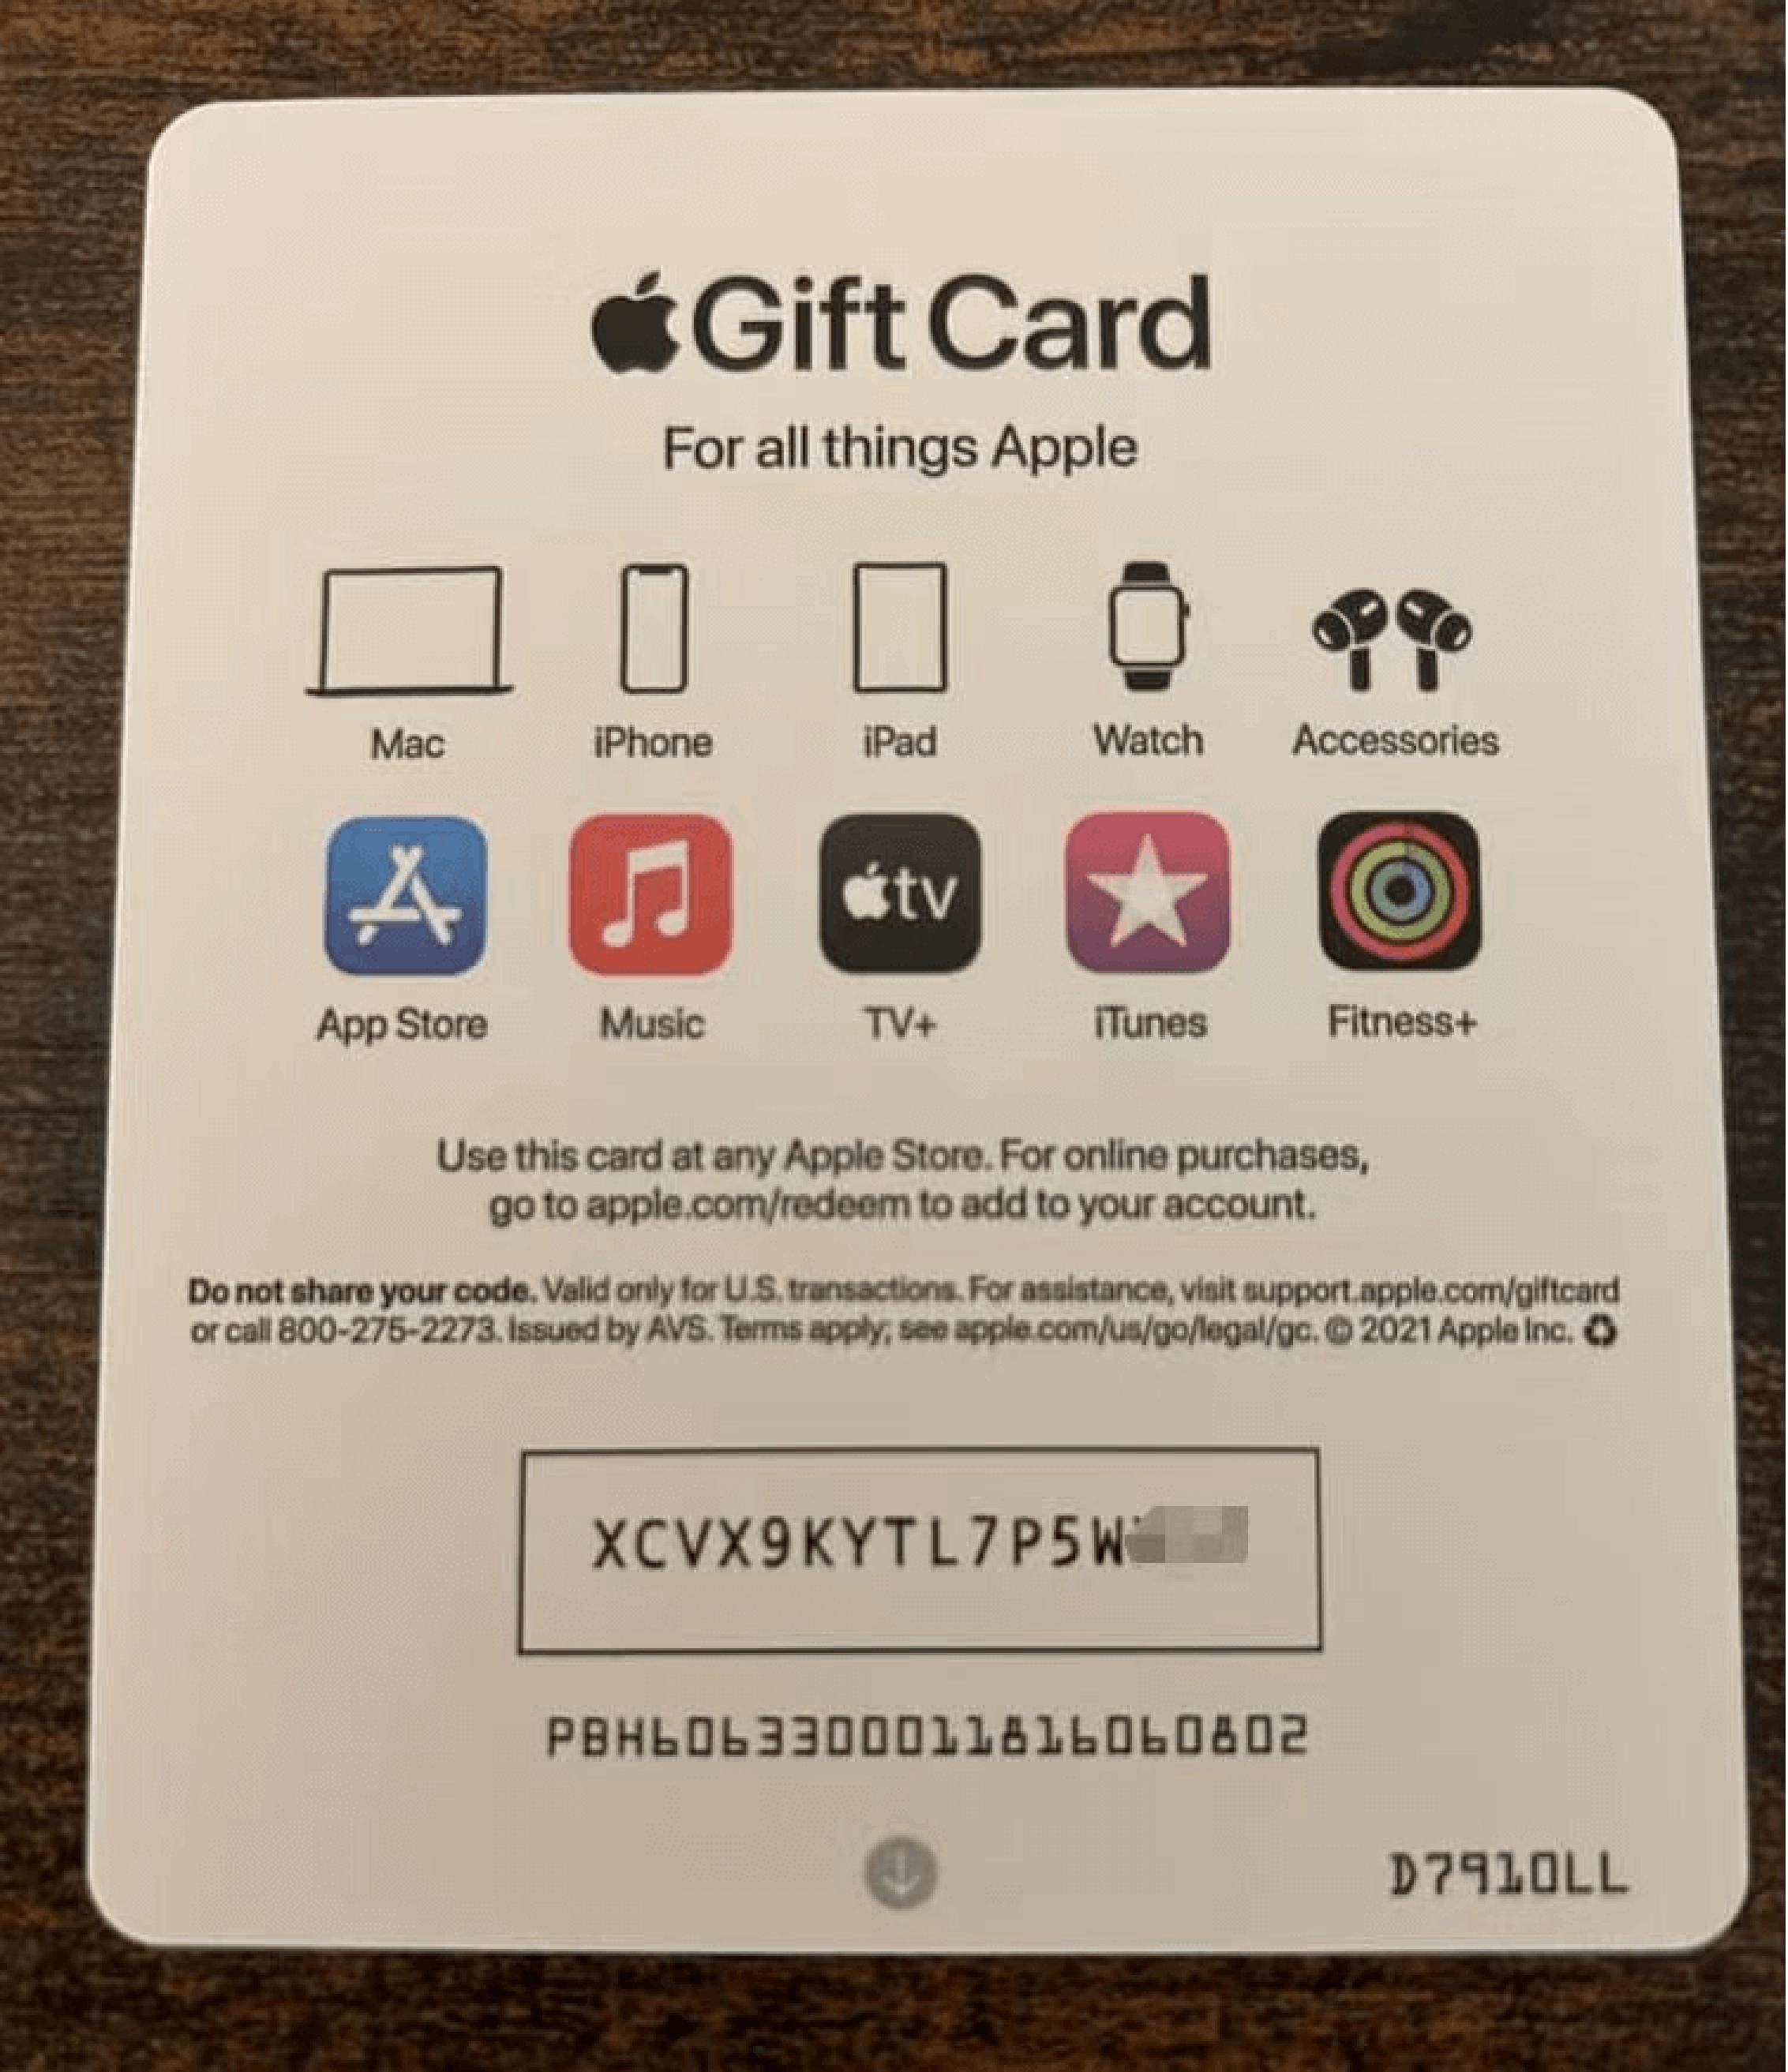 Gift Card
For all things Apple
Mac iPhone iPad Watch Accessories
tv
App Store Music TV+ iTunes Fitness+
Use this card at any Apple Store. For online purchases,
go to apple.com/redeem to add to your account.
Do not share your code. Valid only for U.S. transactions. For assistance, visit support.apple.com/giftcard
or call 800-275-2273. Issued by AVS. Terms apply; see apple.com/us/go/legal/gc. © 2021 Apple Inc.
XCVX9KYTL7P5W
PBH6063300011816060802
D7910LL